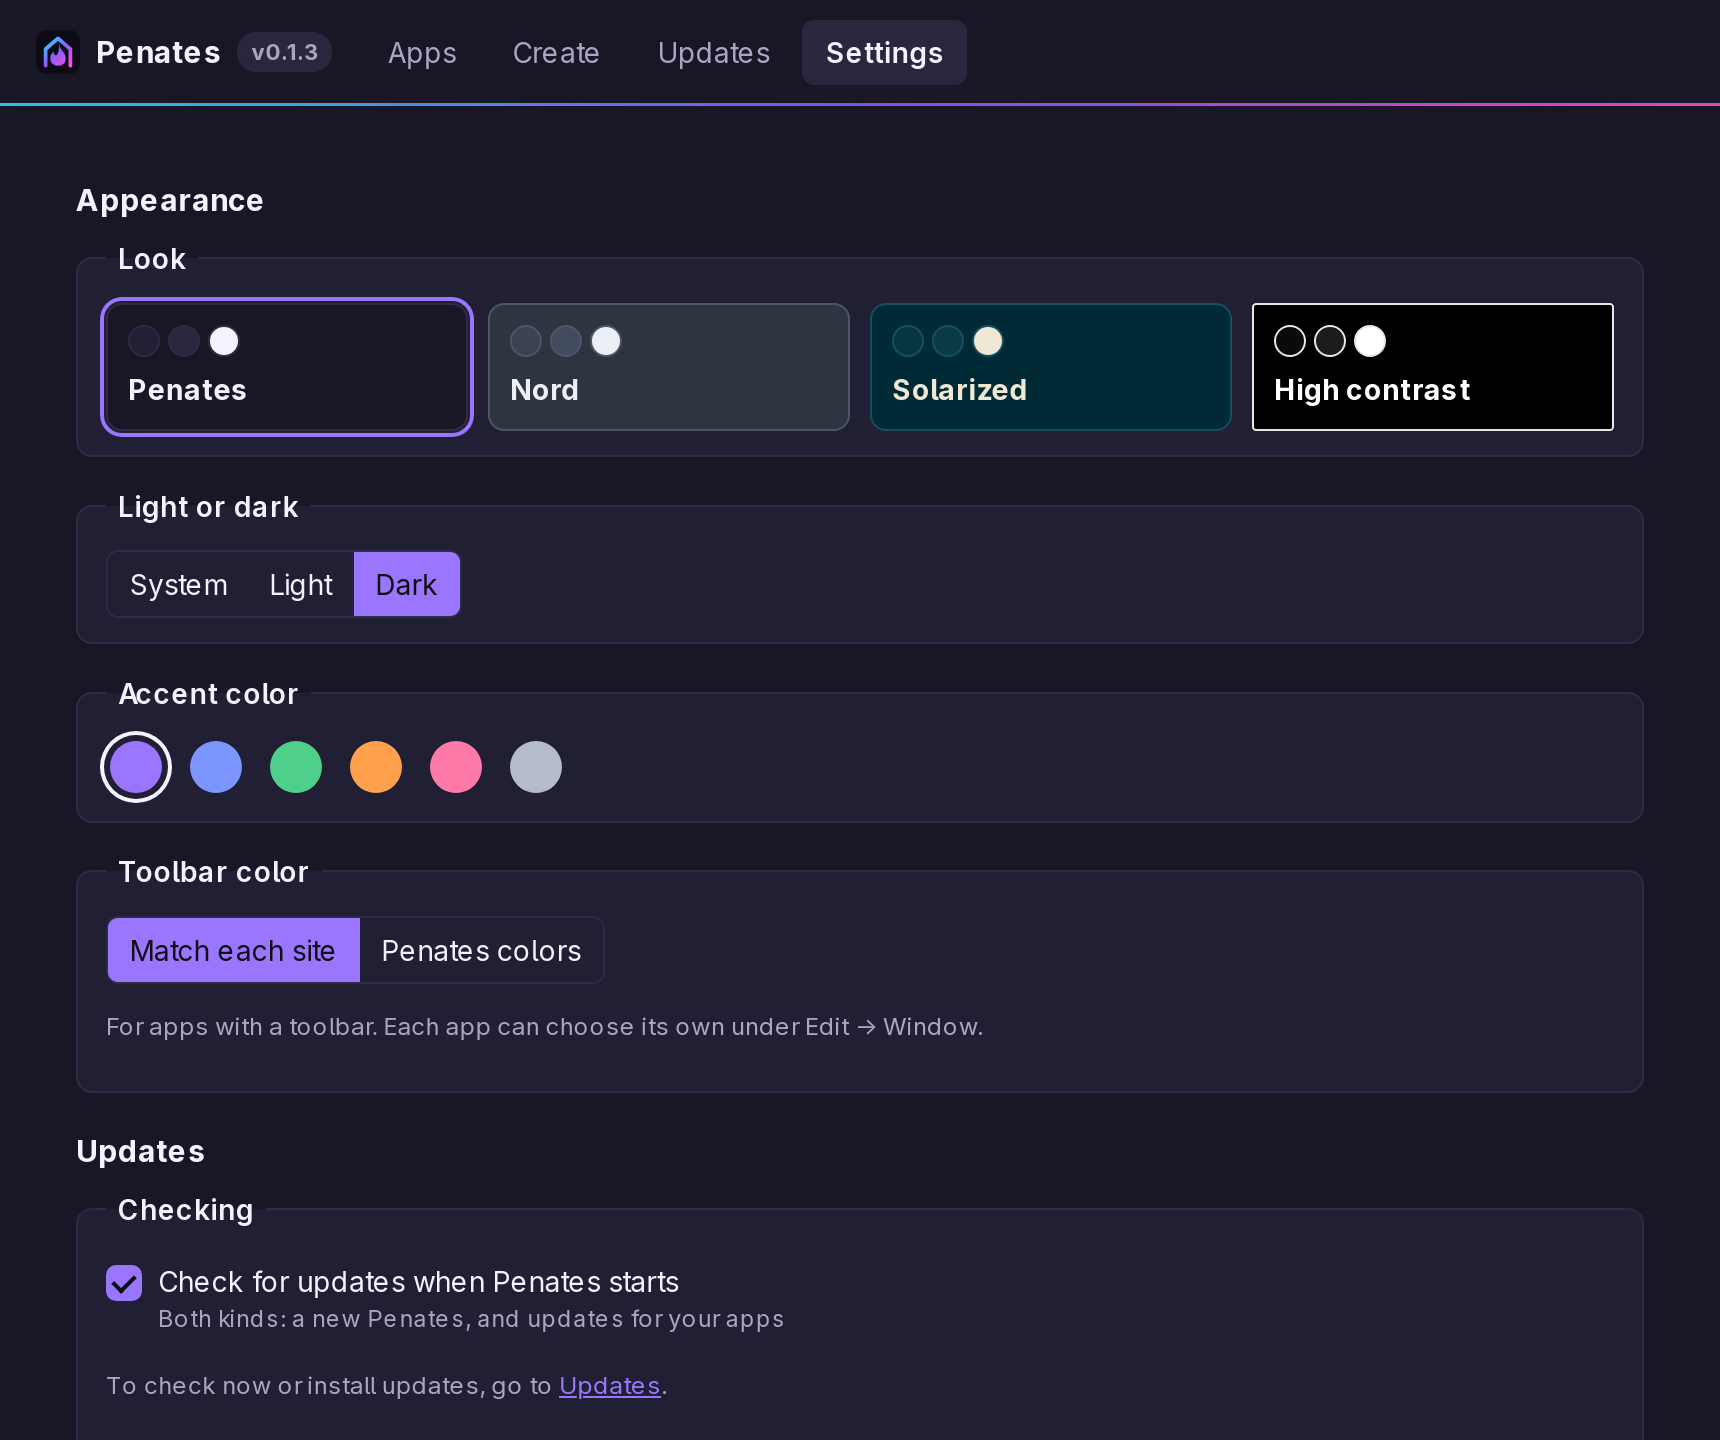 Penates v0.1.3 Apps Create Updates Settings
Appearance
Look
Penates Nord Solarized High contrast
Light or dark
System Light Dark
Accent color
Toolbar color
Match each site Penates colors
For apps with a toolbar. Each app can choose its own under Edit → Window.
Updates
Checking
Check for updates when Penates starts
Both kinds: a new Penates, and updates for your apps
To check now or install updates, go to Updates.